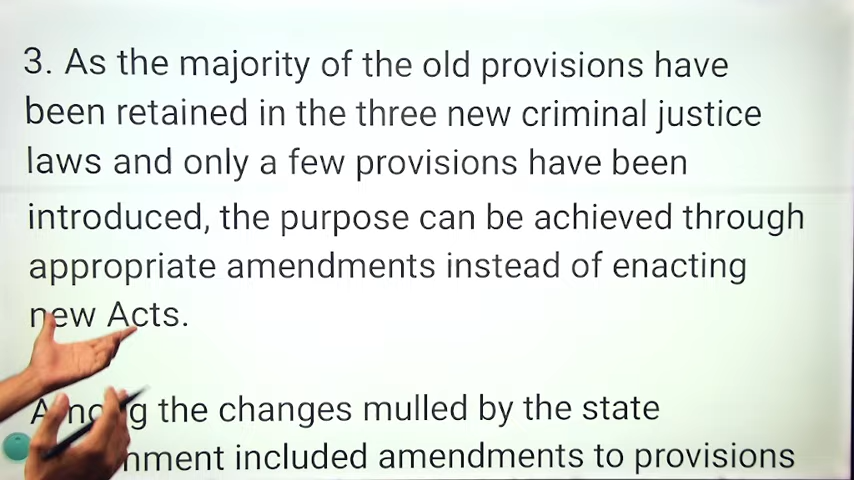 3. As the majority of the old provisions have
been retained in the three new criminal justice
laws and only a few provisions have been
introduced, the purpose can be achieved through
appropriate amendments instead of enacting
new Acts.
Among the changes mulled by the state
included amendments to provisions